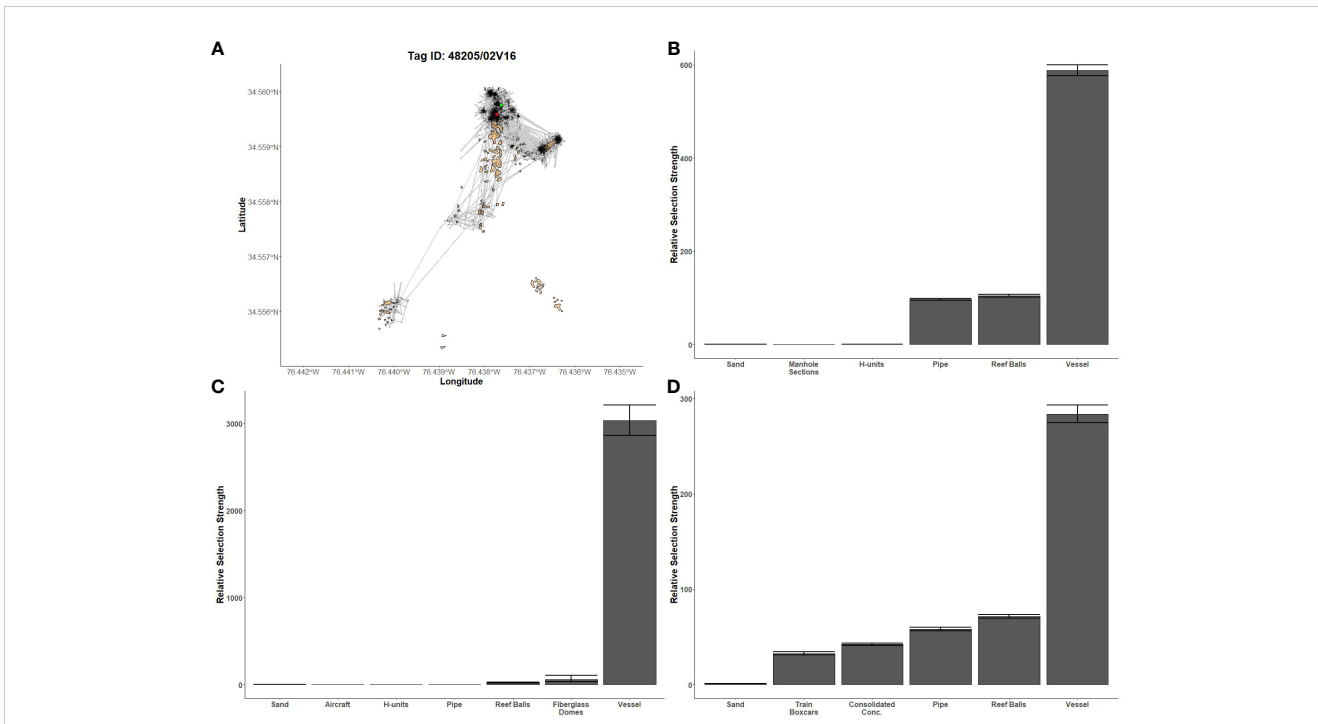 A
Tag ID: 48205/02V16
Latitude
34.560°N
34.559°N
34.558°N
34.557°N
34.556°N
76.442°W 76.441°W 76.440°W 76.439°W 76.438°W 76.437°W 76.436°W 76.435°W
Longitude
B
Relative Selection Strength
600
400
200
0
Sand Manhole Sections H-units Pipe Reef Balls Vessel
C
Relative Selection Strength
3000
2000
1000
0
Sand Aircraft H-units Pipe Reef Balls Fiberglass Domes Vessel
D
Relative Selection Strength
300
200
100
0
Sand Train Boxcars Consolidated Conc. Pipe Reef Balls Vessel